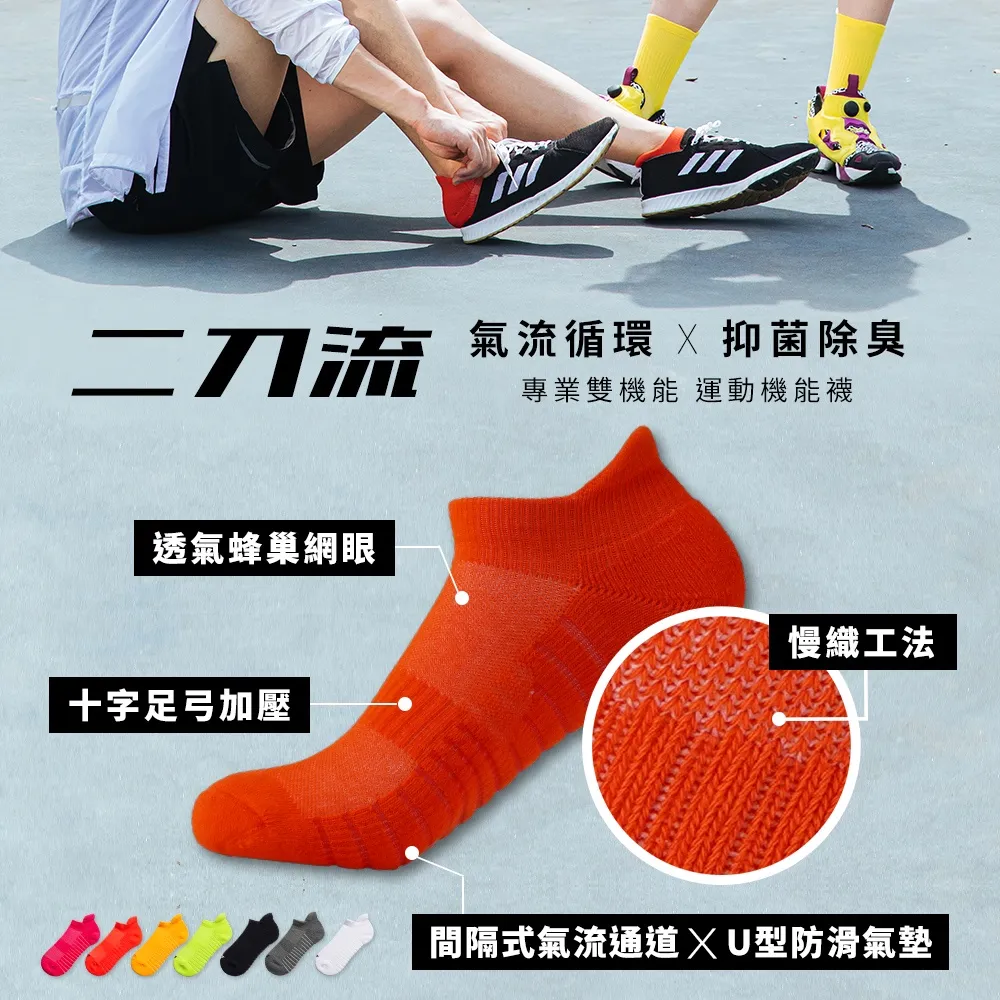 二刀流
氣流循環 X 抑菌除臭
專業雙機能 運動機能襪
透氣蜂巢網眼
慢織工法
十字足弓加壓
間隔式氣流通道 X U型防滑氣墊